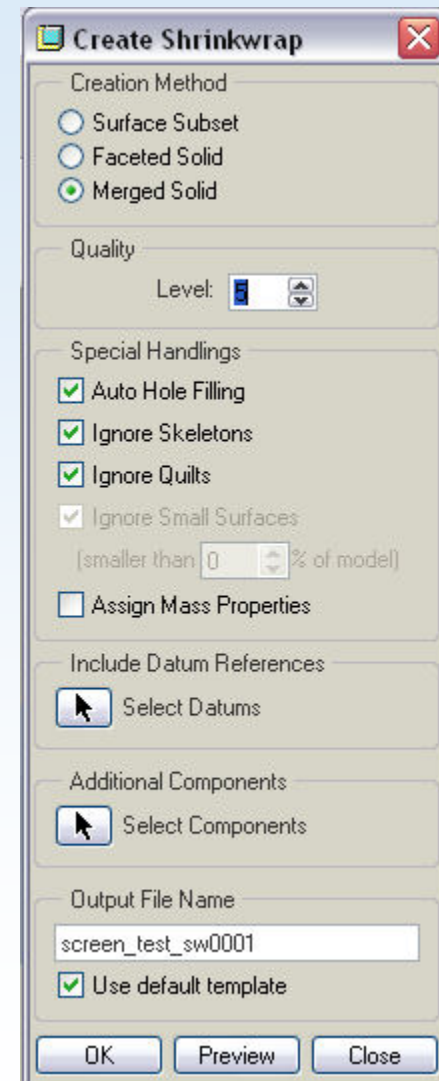 Create Shrinkwrap
Creation Method
Surface Subset
Faceted Solid
Merged Solid
Quality
Level: 5
Special Handlings
Auto Hole Filling
Ignore Skeletons
Ignore Quilts
Ignore Small Surfaces
(smaller than 0 % of model)
Assign Mass Properties
Include Datum References
Select Datums
Additional Components
Select Components
Output File Name
screen_test_sw0001
Use default template
OK Preview Close